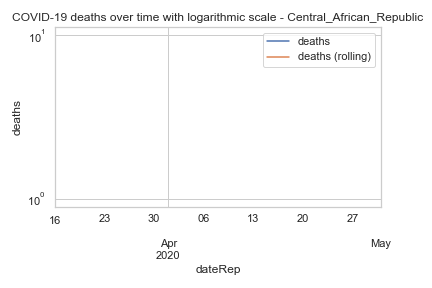 COVID-19 deaths over time with logarithmic scale - Central_African_Republic
10¹
deaths
deaths (rolling)
deaths
10⁰
16 23 30 06 13 20 27
Apr May
2020
dateRep